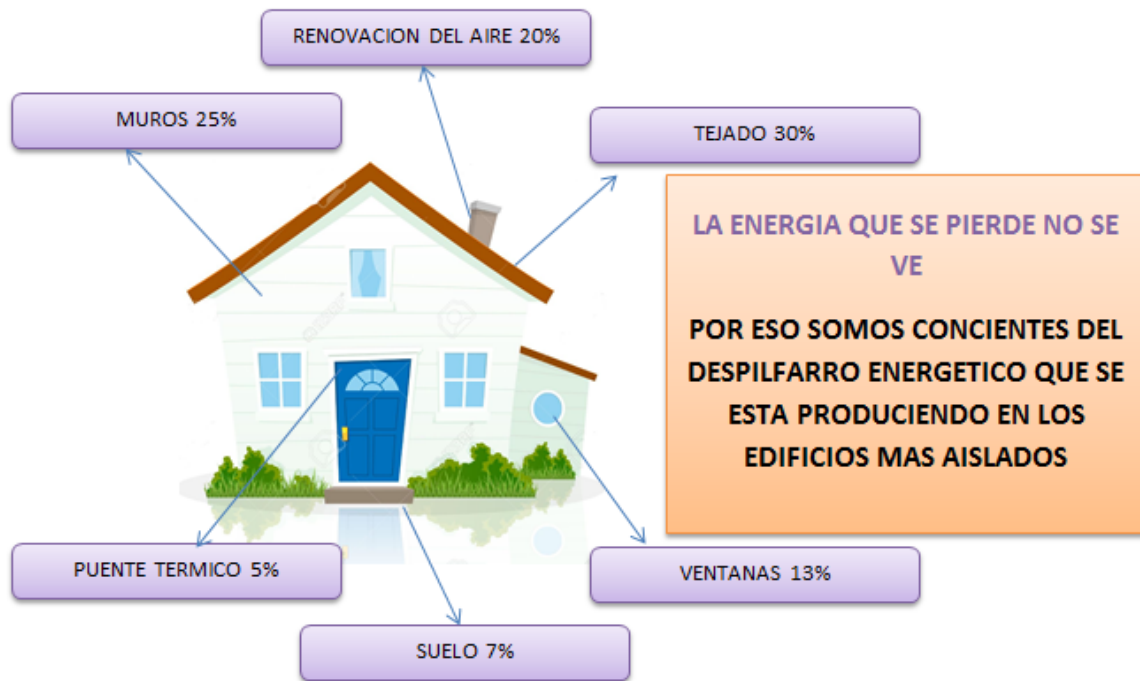 RENOVACION DEL AIRE 20%
MUROS 25%
TEJADO 30%
LA ENERGIA QUE SE PIERDE NO SE
VE
POR ESO SOMOS CONCIENTES DEL
DESPILFARRO ENERGETICO QUE SE
ESTA PRODUCIENDO EN LOS
EDIFICIOS MAS AISLADOS
PUENTE TERMICO 5%
VENTANAS 13%
SUELO 7%